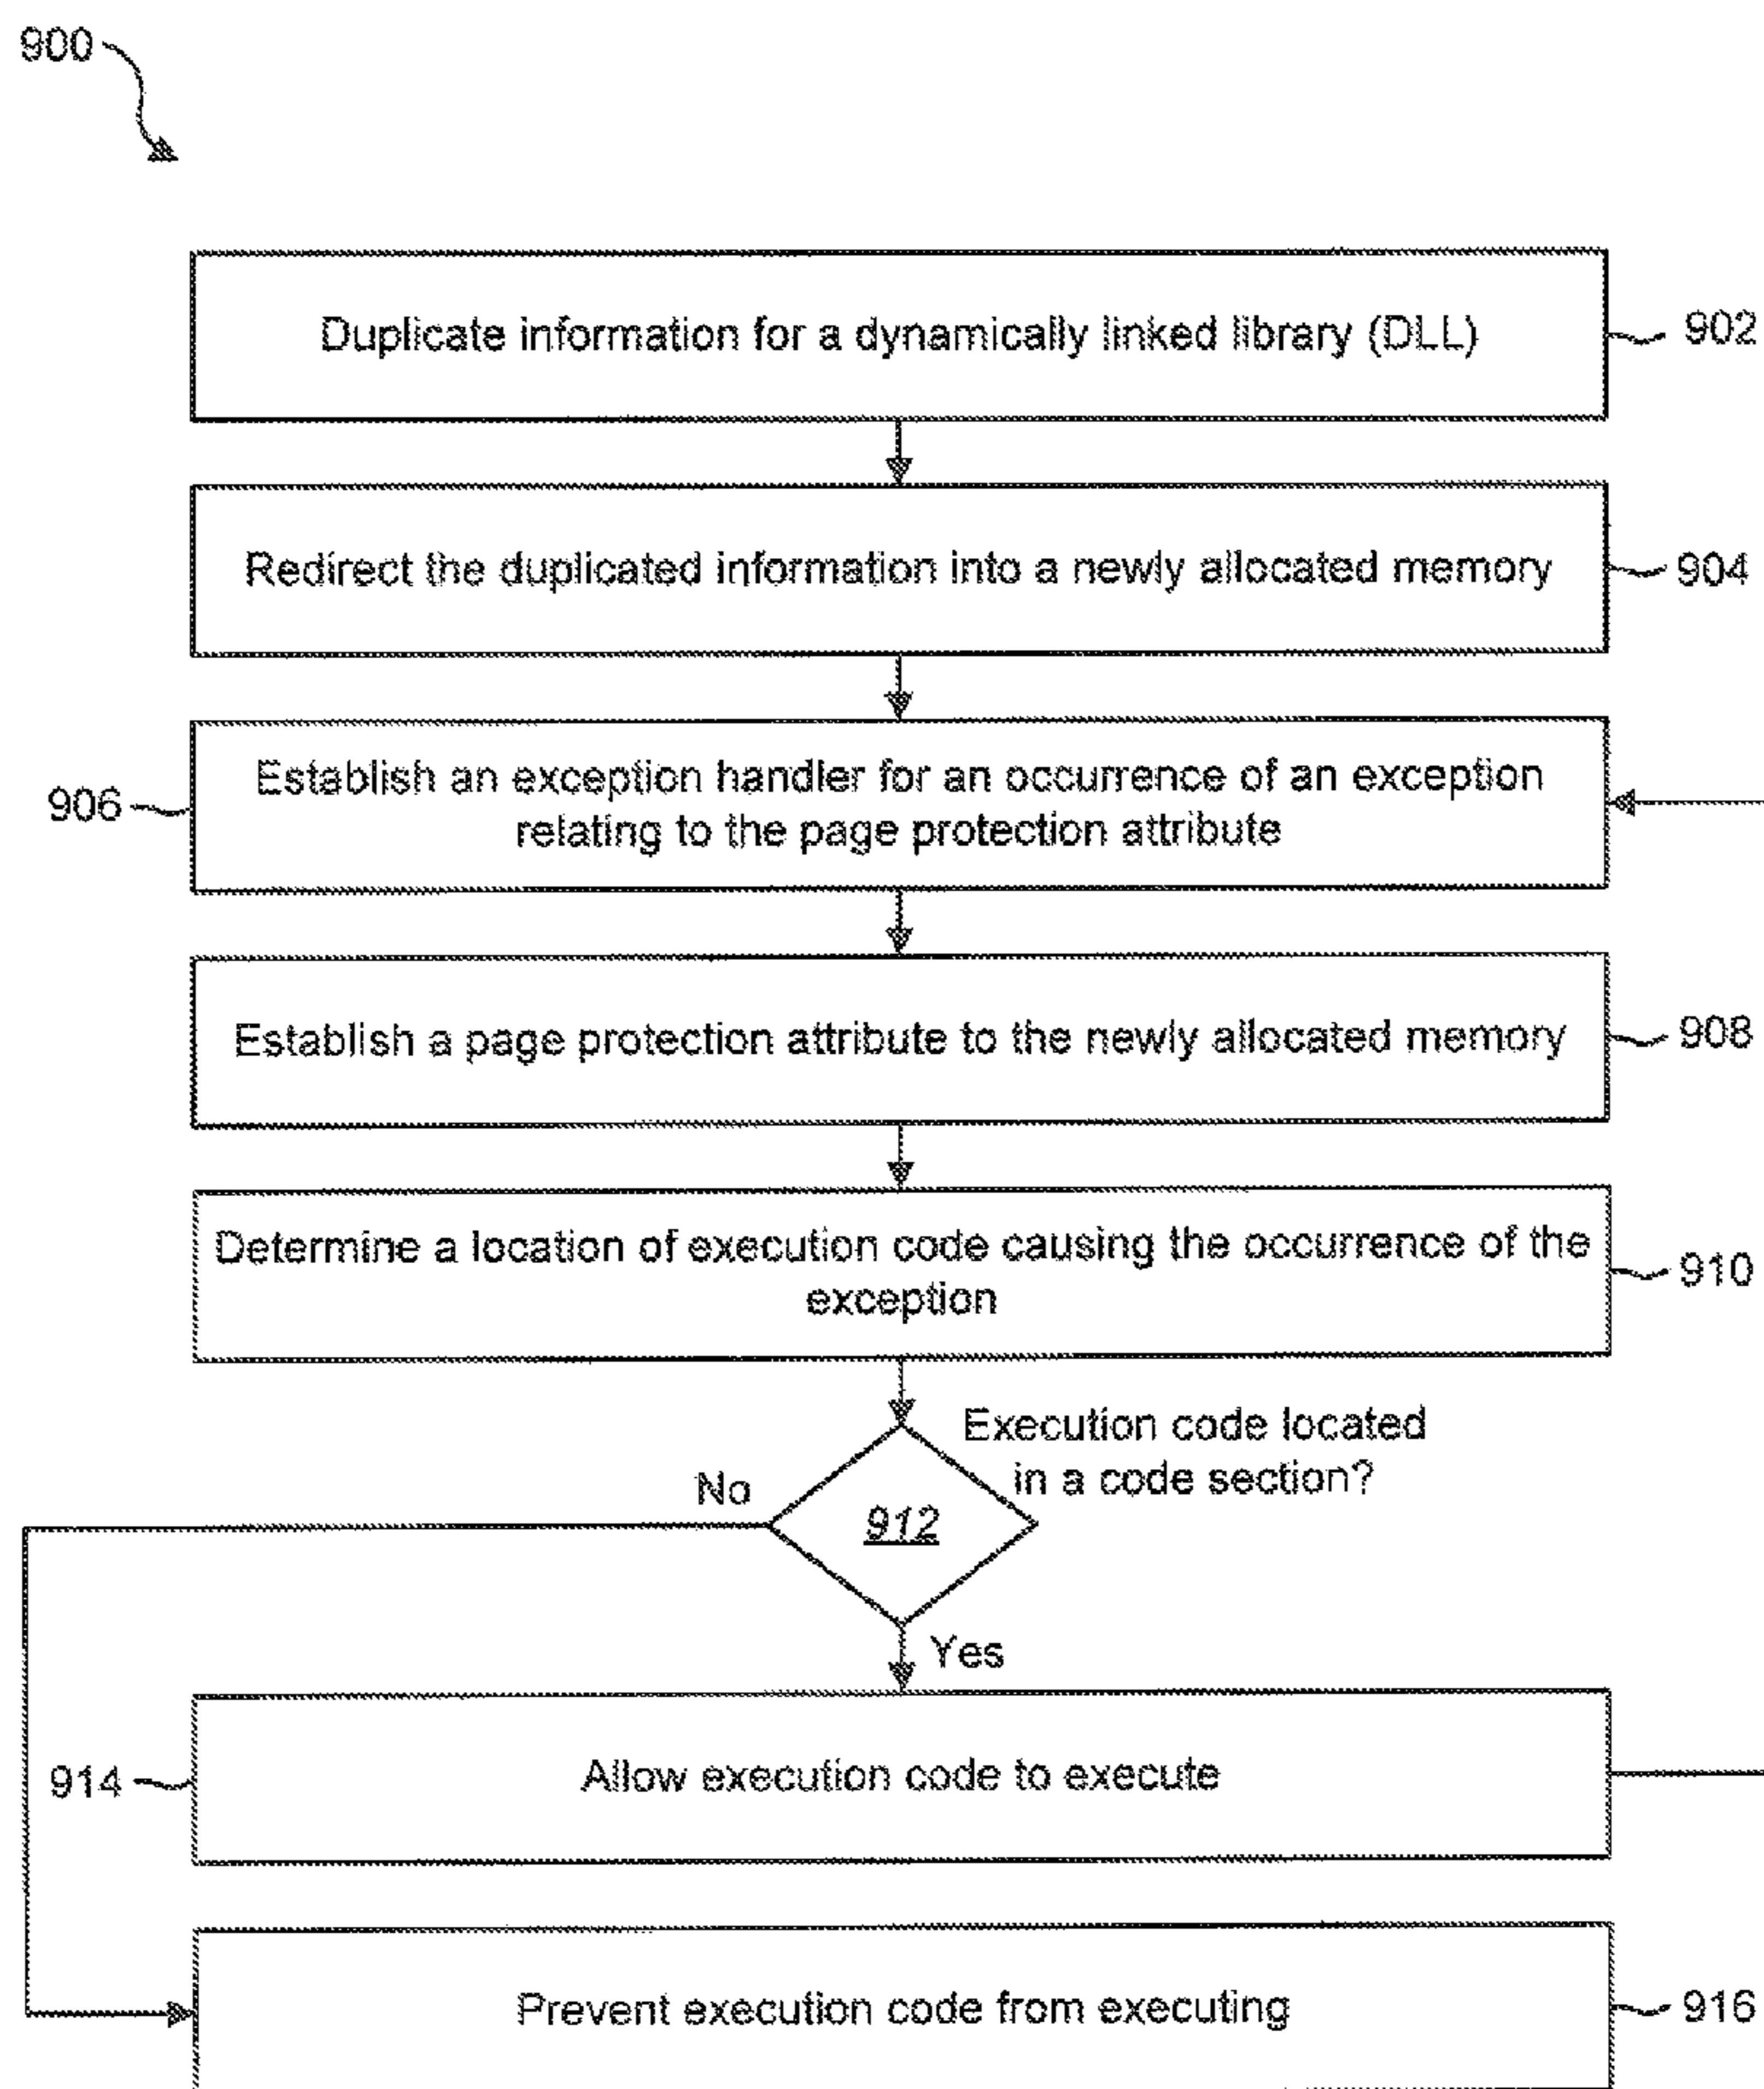 900
Duplicate information for a dynamically linked library (DLL)
902
Redirect the duplicated information into a newly allocated memory
904
Establish an exception handler for an occurrence of an exception
relating to the page protection attribute
906
Establish a page protection attribute to the newly allocated memory
908
Determine a location of execution code causing the occurrence of the
exception
910
Execution code located
in a code section?
No
912
Yes
Allow execution code to execute
914
Prevent execution code from executing
916